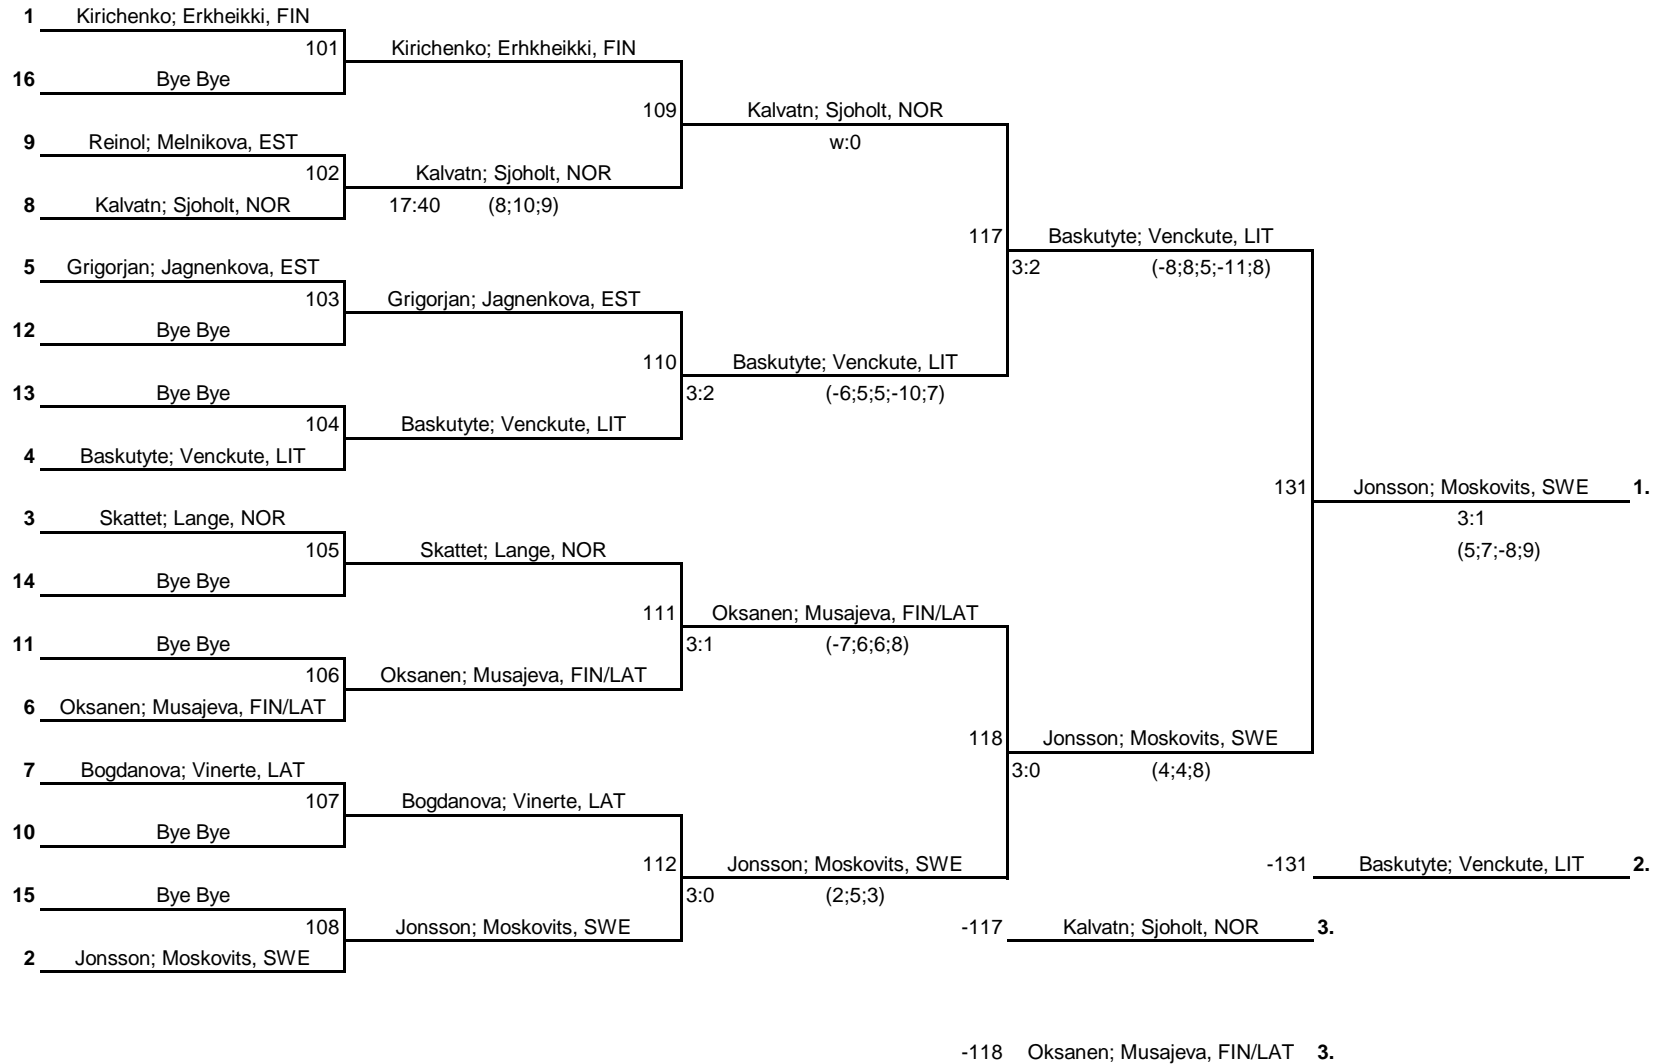 1 Kirichenko; Erkheikki, FIN
101 Kirichenko; Erhkheikki, FIN
16 Bye Bye
109 Kalvatn; Sjoholt, NOR
9 Reinol; Melnikova, EST
w:0
102 Kalvatn; Sjoholt, NOR
8 Kalvatn; Sjoholt, NOR
17:40 (8;10;9)
117 Baskutyte; Venckute, LIT
5 Grigorjan; Jagnenkova, EST
3:2 (-8;8;5;-11;8)
103 Grigorjan; Jagnenkova, EST
12 Bye Bye
110 Baskutyte; Venckute, LIT
13 Bye Bye
3:2 (-6;5;5;-10;7)
104 Baskutyte; Venckute, LIT
4 Baskutyte; Venckute, LIT
131 Jonsson; Moskovits, SWE 1.
3 Skattet; Lange, NOR
3:1
105 Skattet; Lange, NOR
(5;7;-8;9)
14 Bye Bye
111 Oksanen; Musajeva, FIN/LAT
11 Bye Bye
3:1 (-7;6;6;8)
106 Oksanen; Musajeva, FIN/LAT
6 Oksanen; Musajeva, FIN/LAT
118 Jonsson; Moskovits, SWE
7 Bogdanova; Vinerte, LAT
3:0 (4;4;8)
107 Bogdanova; Vinerte, LAT
10 Bye Bye
112 Jonsson; Moskovits, SWE
-131 Baskutyte; Venckute, LIT 2.
15 Bye Bye
3:0 (2;5;3)
108 Jonsson; Moskovits, SWE
-117 Kalvatn; Sjoholt, NOR 3.
2 Jonsson; Moskovits, SWE
-118 Oksanen; Musajeva, FIN/LAT 3.